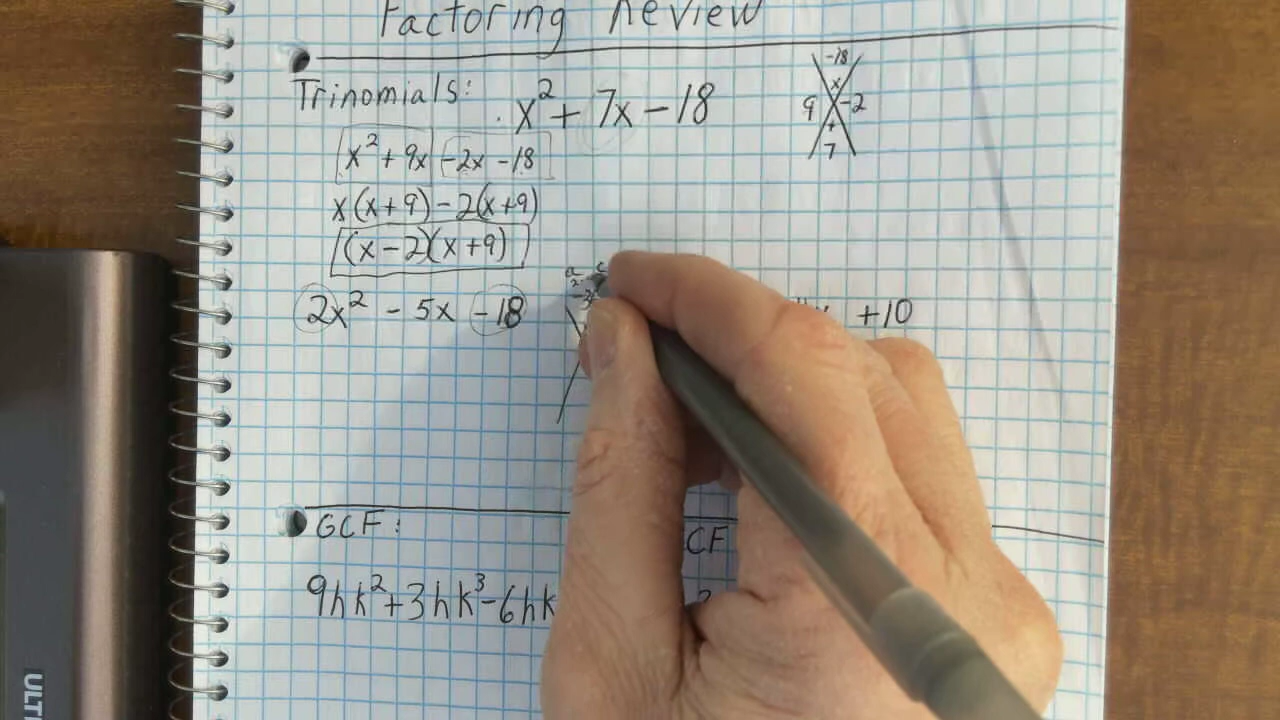 Factoring Review
Trinomials:
x² + 7x - 18
-18
x
9 -2
+
7
x² + 9x - 2x - 18
x(x+9) - 2(x+9)
(x-2)(x+9)
2x² - 5x - 18
a c
+10
GCF:
9hk² + 3hk³ - 6hk
CF
ULT